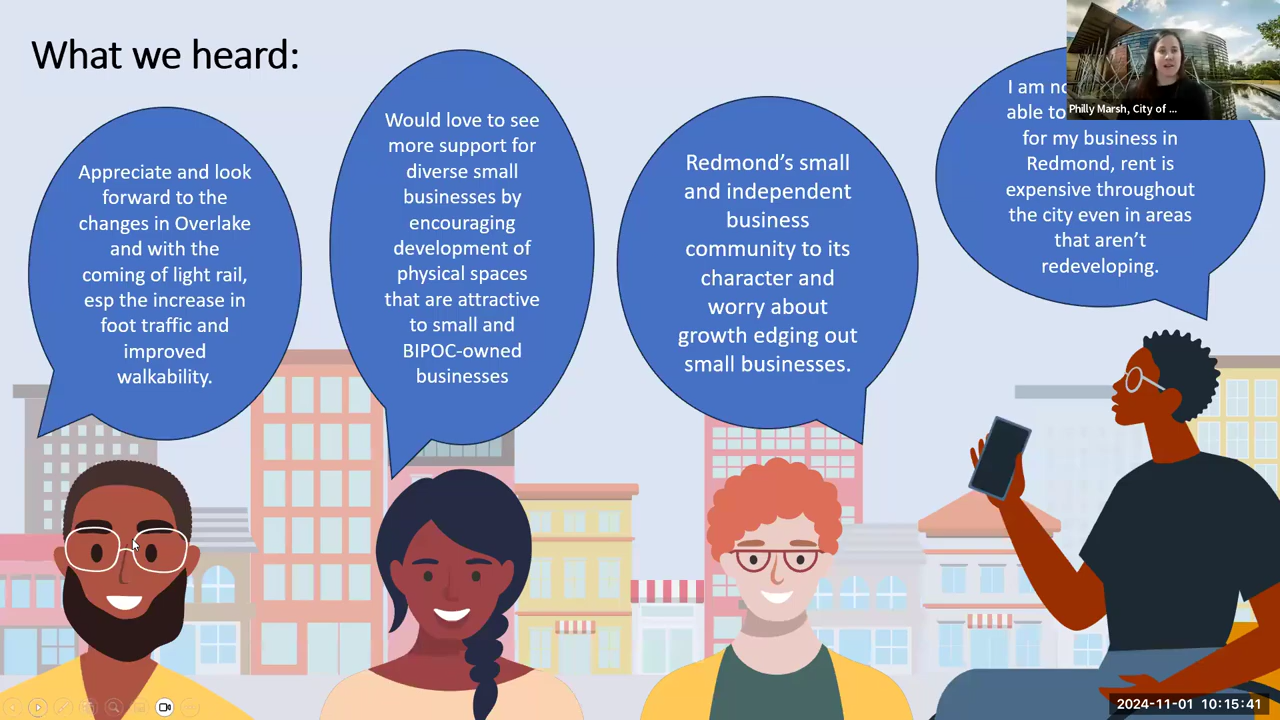 What we heard:
Appreciate and look
forward to the
changes in Overlake
and with the
coming of light rail,
esp the increase in
foot traffic and
improved
walkability.
Would love to see
more support for
diverse small
businesses by
encouraging
development of
physical spaces
that are attractive
to small and
BIPOC-owned
businesses
Redmond’s small
and independent
business
community to its
character and
worry about
growth edging out
small businesses.
I am
able to
for my business in
Redmond, rent is
expensive throughout
the city even in areas
that aren’t
redeveloping.
Philly Marsh, City of ...
2024-11-01 10:15:41